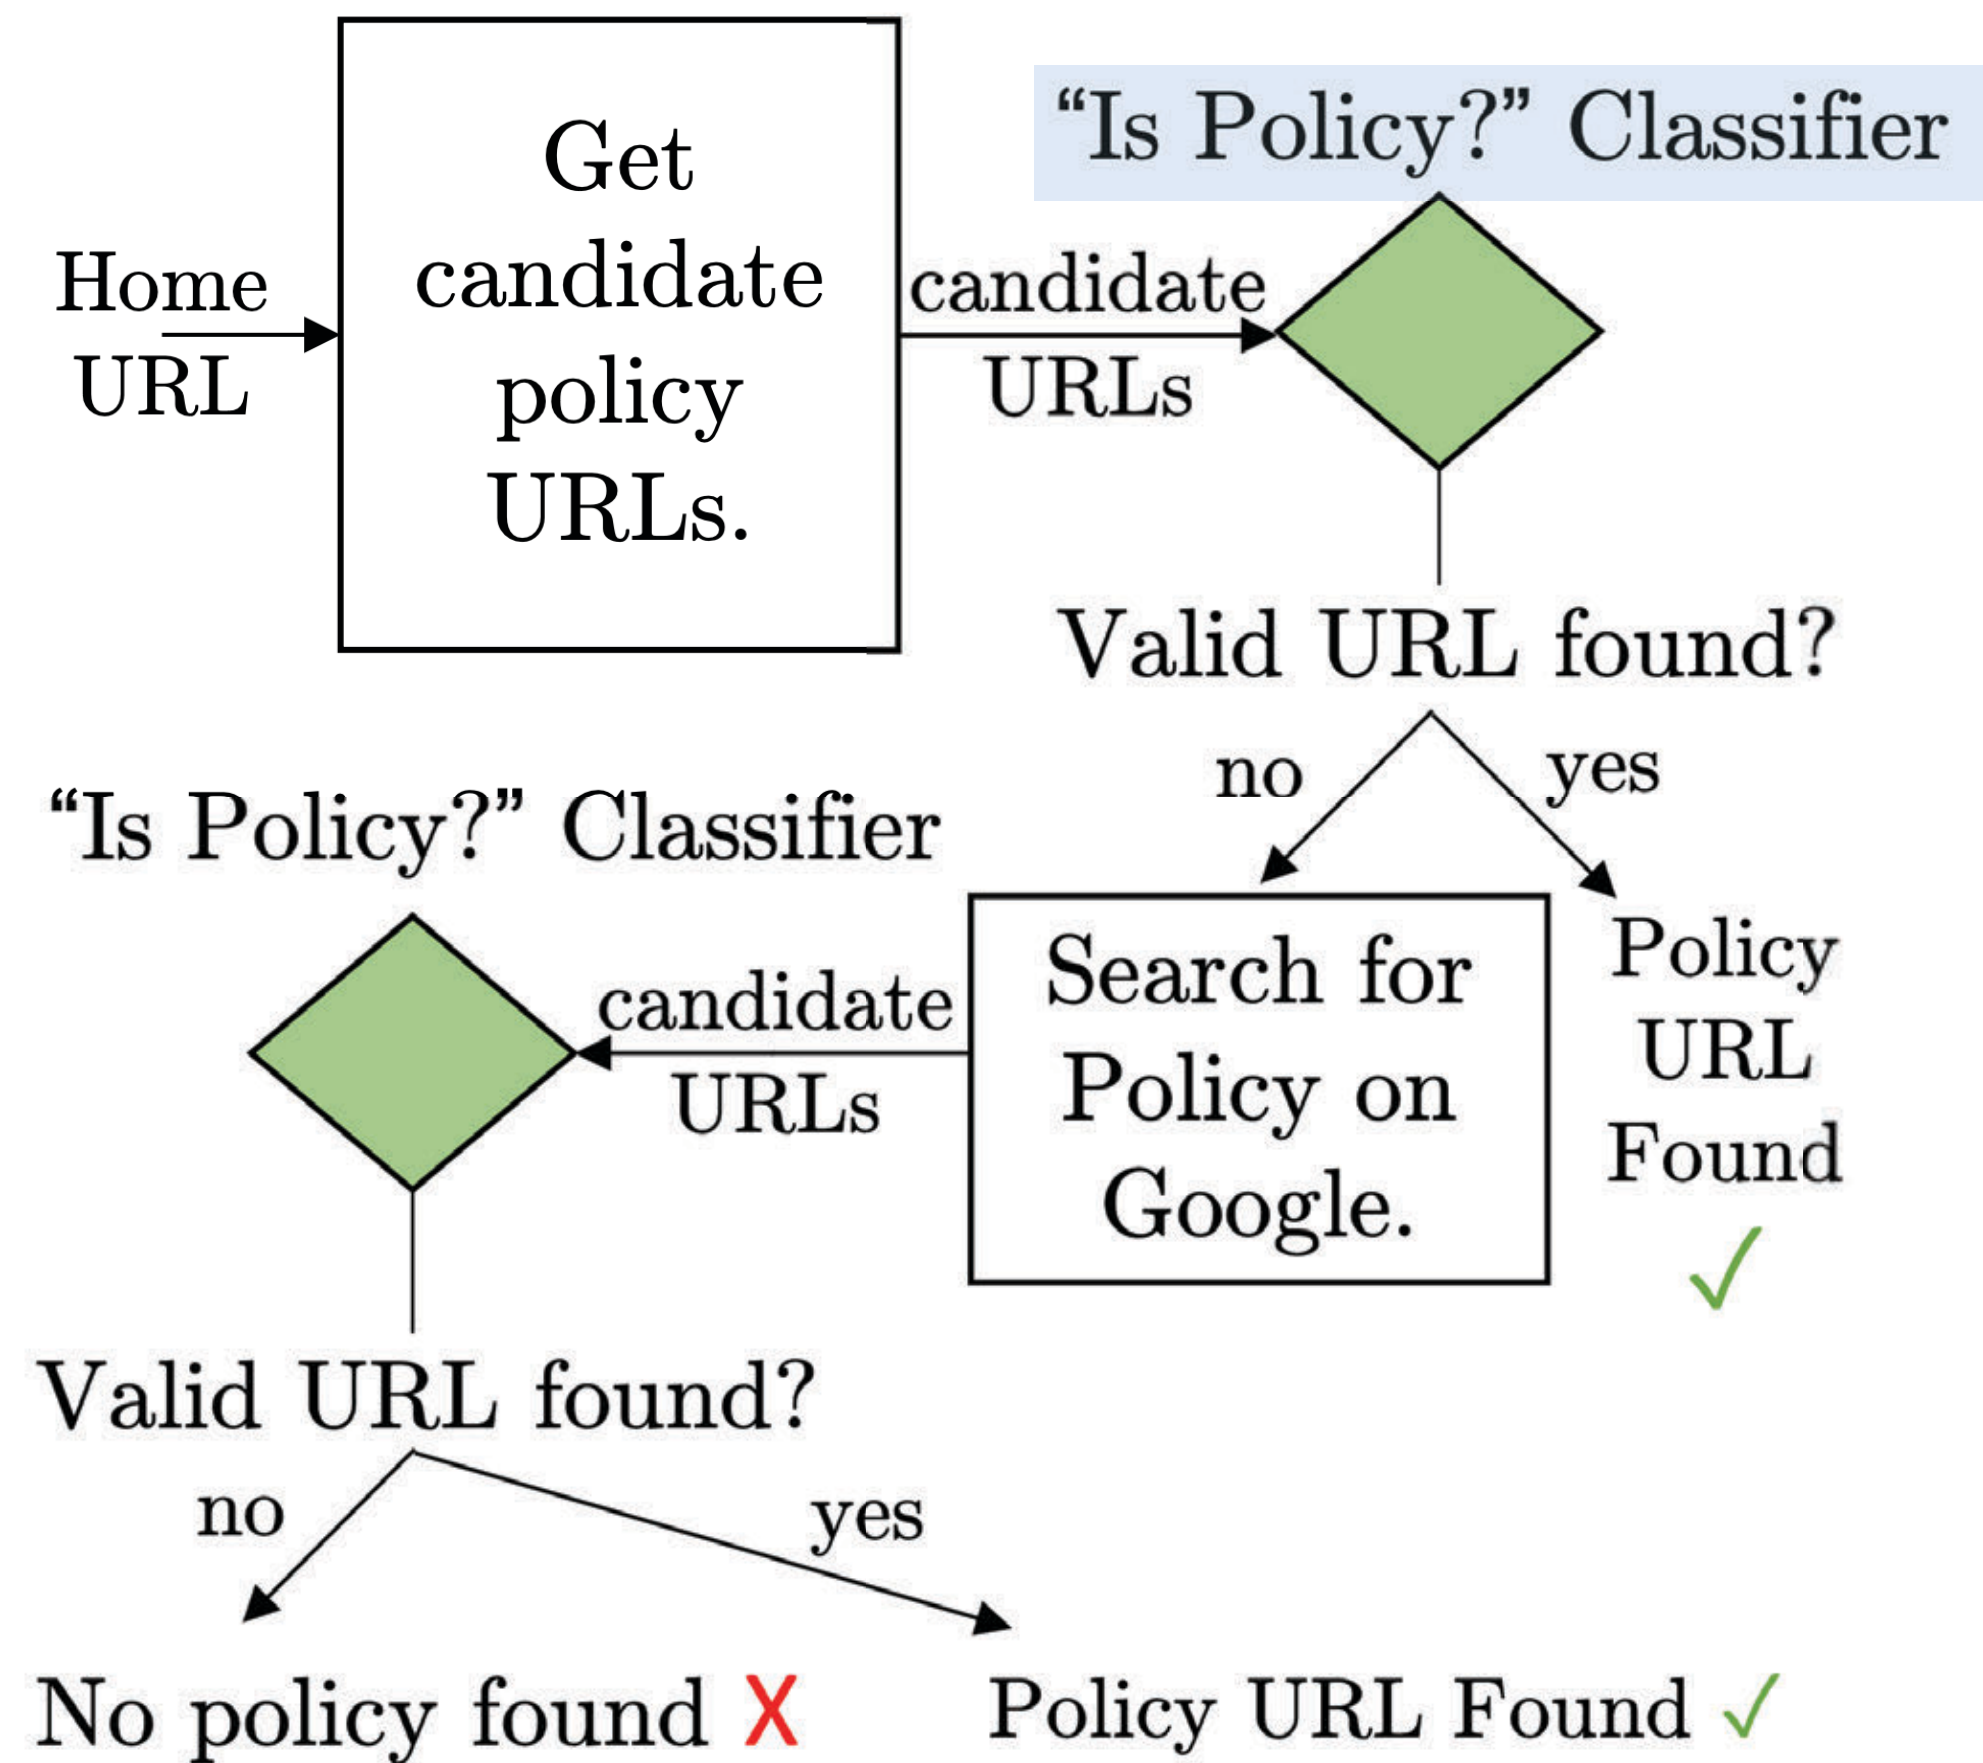 Home
URL
Get
candidate
policy
URLs.
candidate
URLs
“Is Policy?” Classifier
Valid URL found?
no
yes
Policy
URL
Found
✓
Search for
Policy on
Google.
candidate
URLs
“Is Policy?” Classifier
Valid URL found?
no
yes
No policy found X
Policy URL Found ✓